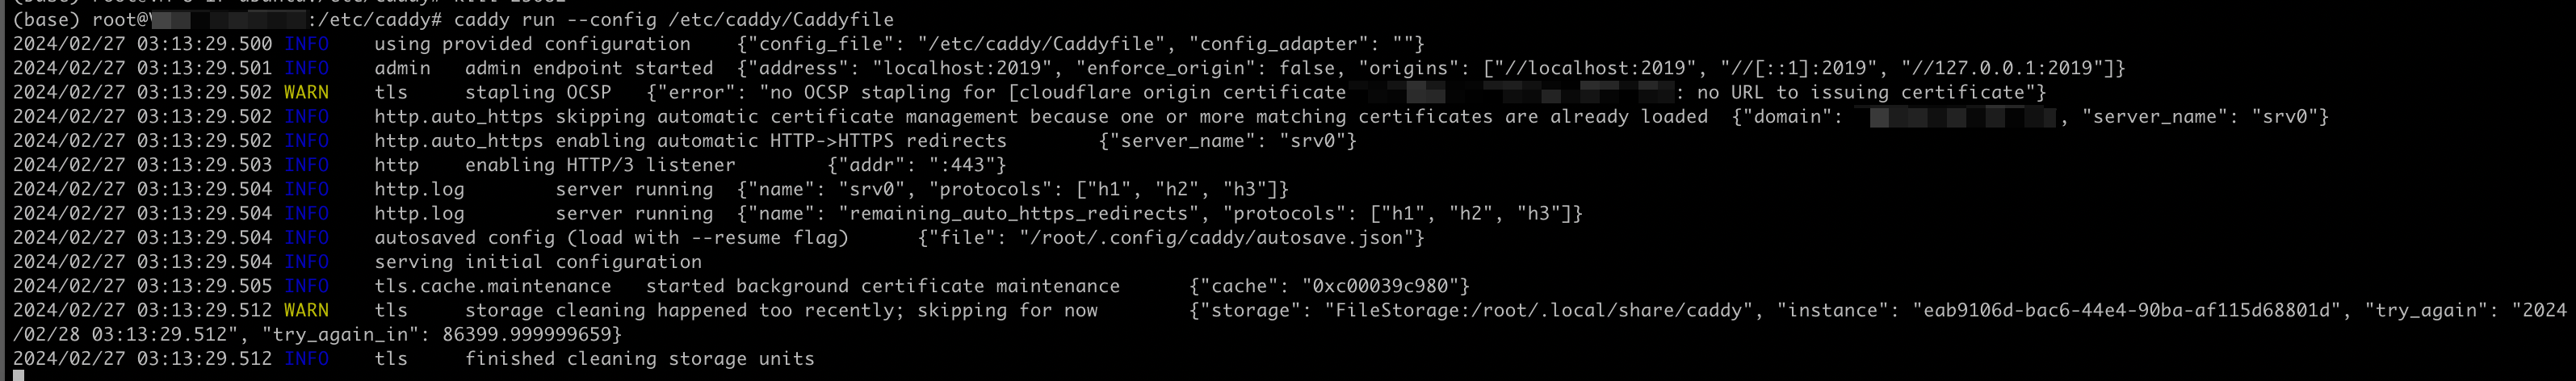 (base) root@:/etc/caddy# caddy run --config /etc/caddy/Caddyfile
2024/02/27 03:13:29.500 INFO using provided configuration {"config_file": "/etc/caddy/Caddyfile", "config_adapter": ""}
2024/02/27 03:13:29.501 INFO admin admin endpoint started {"address": "localhost:2019", "enforce_origin": false, "origins": ["//localhost:2019", "//[::1]:2019", "//127.0.0.1:2019"]}
2024/02/27 03:13:29.502 WARN tls stapling OCSP {"error": "no OCSP stapling for [cloudflare origin certificate : no URL to issuing certificate"}
2024/02/27 03:13:29.502 INFO http.auto_https skipping automatic certificate management because one or more matching certificates are already loaded {"domain": , "server_name": "srv0"}
2024/02/27 03:13:29.502 INFO http.auto_https enabling automatic HTTP->HTTPS redirects {"server_name": "srv0"}
2024/02/27 03:13:29.503 INFO http enabling HTTP/3 listener {"addr": ":443"}
2024/02/27 03:13:29.504 INFO http.log server running {"name": "srv0", "protocols": ["h1", "h2", "h3"]}
2024/02/27 03:13:29.504 INFO http.log server running {"name": "remaining_auto_https_redirects", "protocols": ["h1", "h2", "h3"]}
2024/02/27 03:13:29.504 INFO autosaved config (load with --resume flag) {"file": "/root/.config/caddy/autosave.json"}
2024/02/27 03:13:29.504 INFO serving initial configuration
2024/02/27 03:13:29.505 INFO tls.cache.maintenance started background certificate maintenance {"cache": "0xc00039c980"}
2024/02/27 03:13:29.512 WARN tls storage cleaning happened too recently; skipping for now {"storage": "FileStorage:/root/.local/share/caddy", "instance": "eab9106d-bac6-44e4-90ba-af115d68801d", "try_again": "2024
/02/28 03:13:29.512", "try_again_in": 86399.999999659}
2024/02/27 03:13:29.512 INFO tls finished cleaning storage units